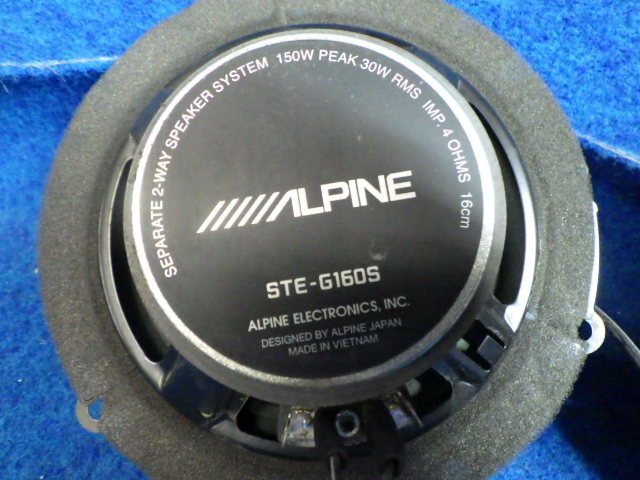 SEPARATE 2-WAY SPEAKER SYSTEM 150W PEAK 30W RMS IMP. 4 OHMS 16cm
ALPINE
STE-G160S
ALPINE ELECTRONICS, INC.
DESIGNED BY ALPINE JAPAN
MADE IN VIETNAM